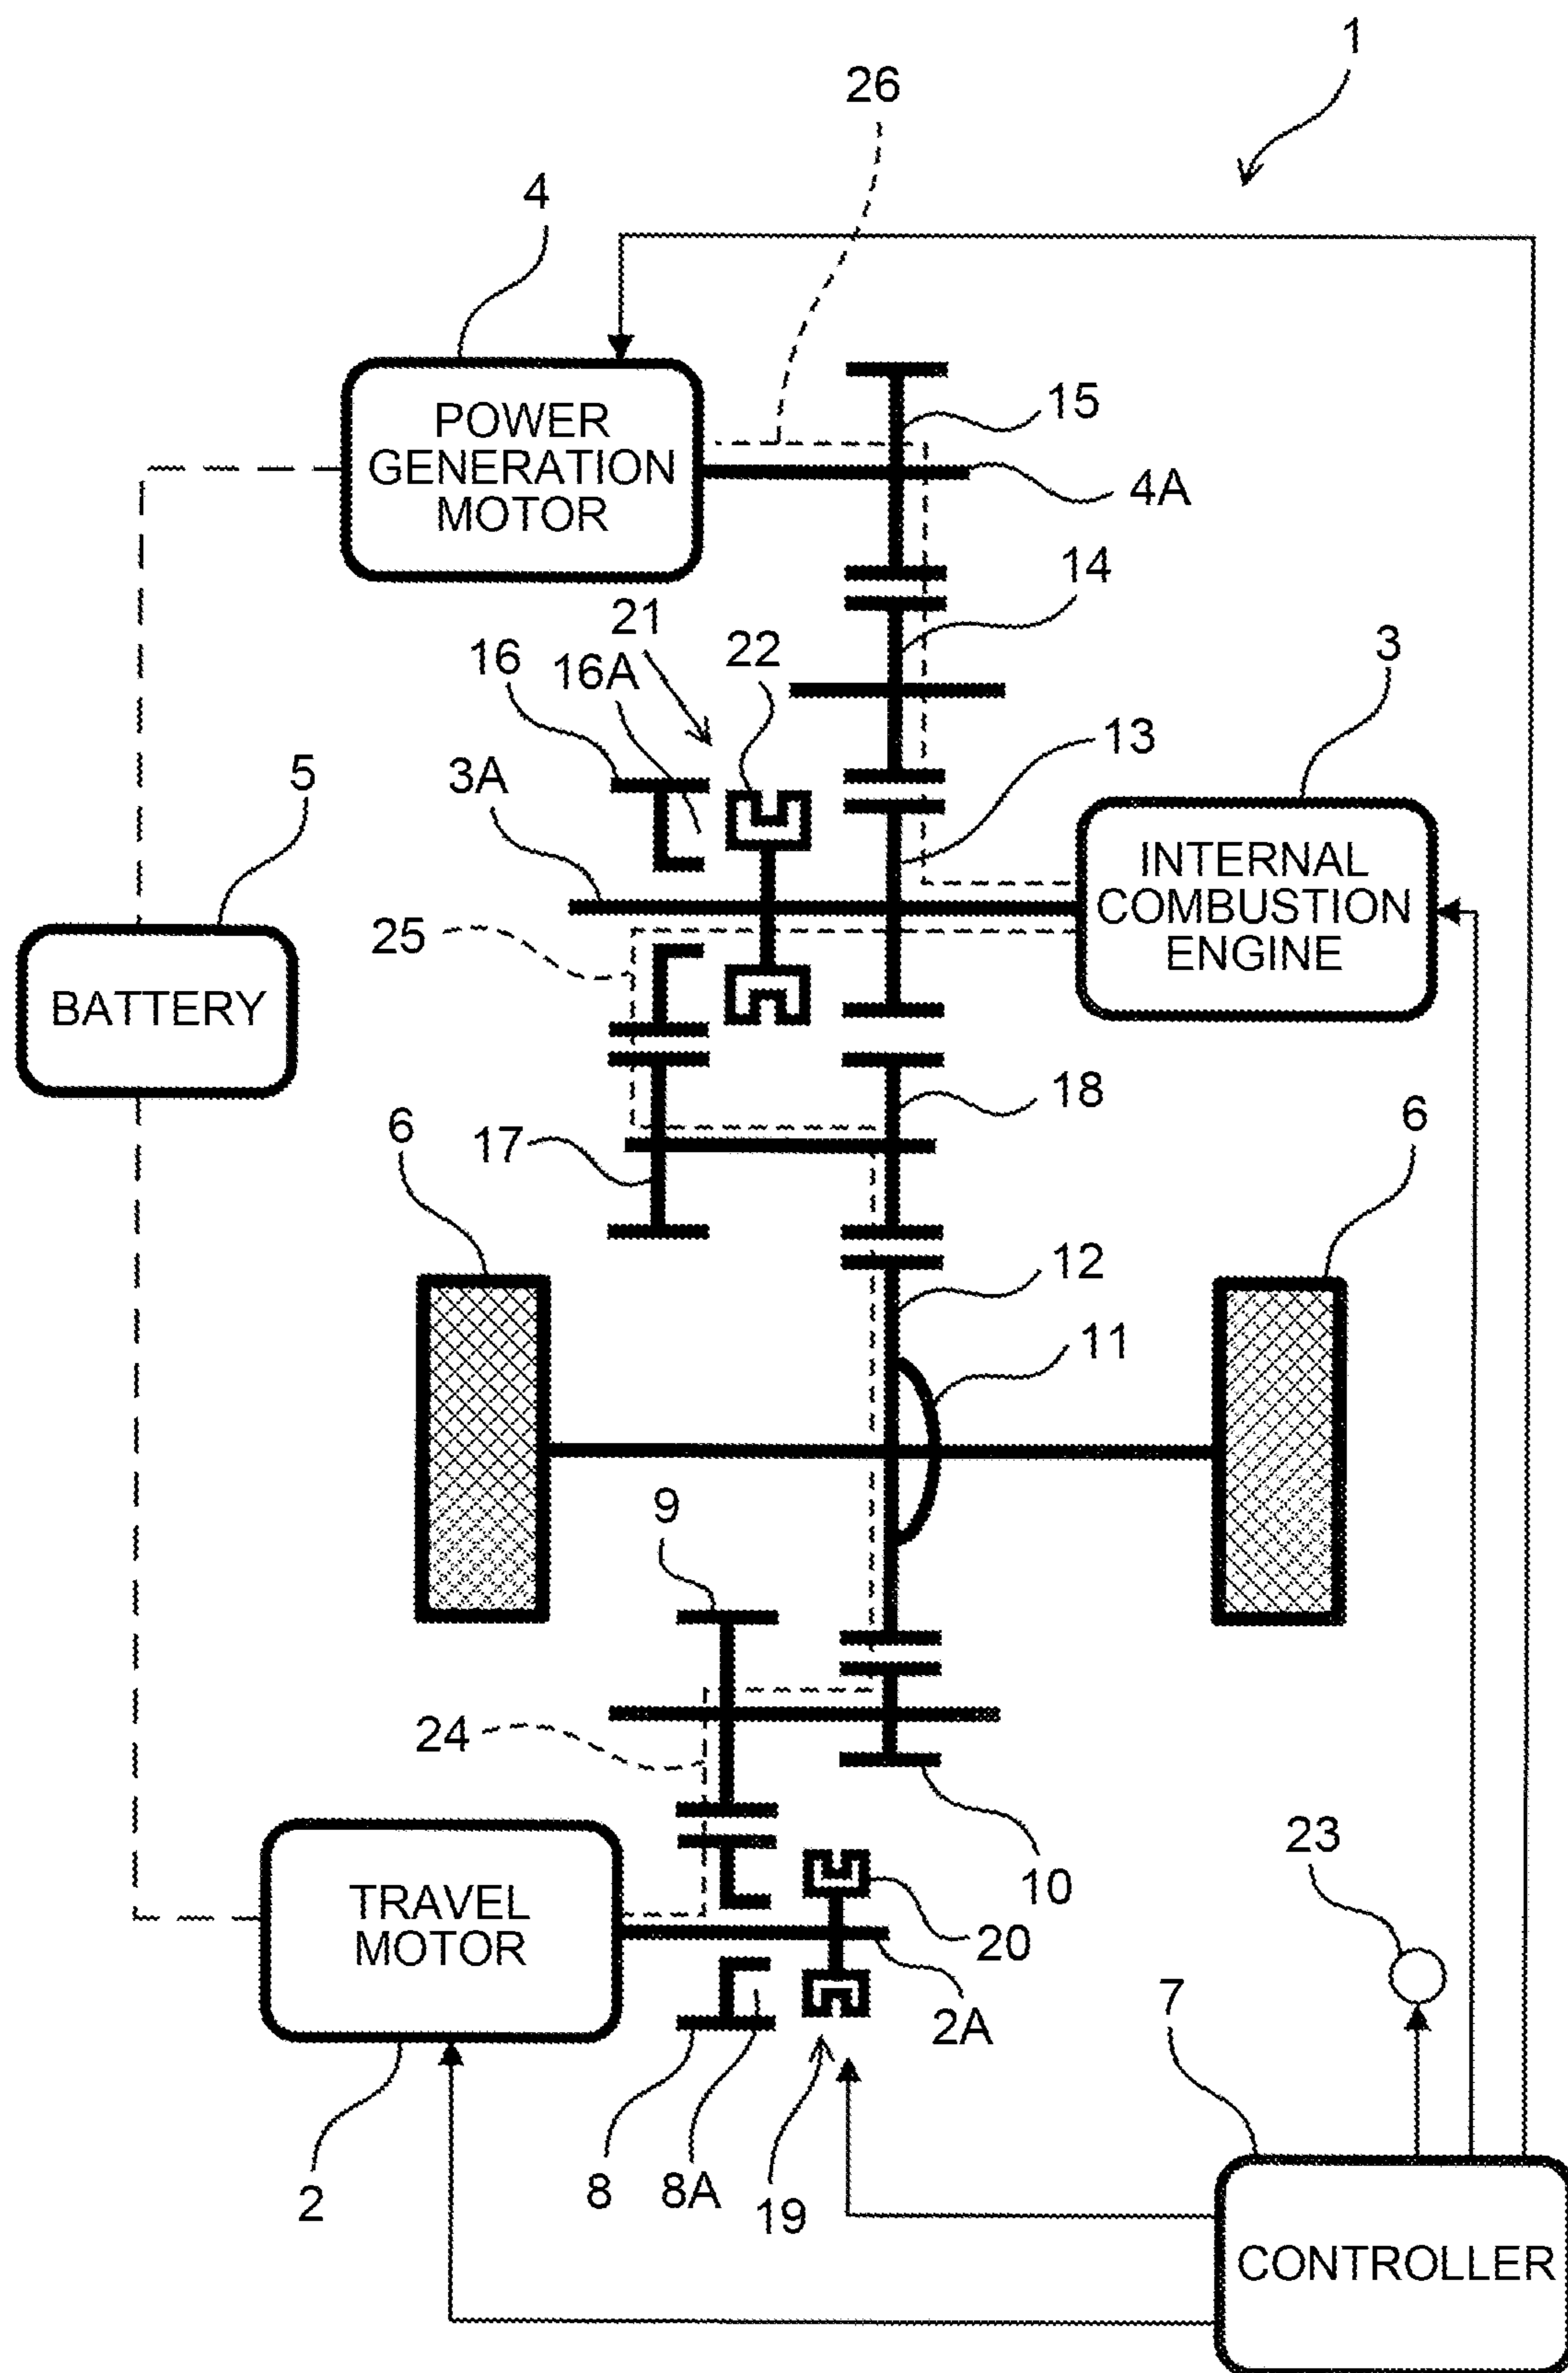 1
26
4
15
POWER
GENERATION
MOTOR
4A
14
21
16
16A
22
3
13
3A
5
INTERNAL
COMBUSTION
ENGINE
25
BATTERY
18
6
6
17
12
11
9
24
23
10
TRAVEL
MOTOR
20
2A
7
8
8A
19
2
CONTROLLER